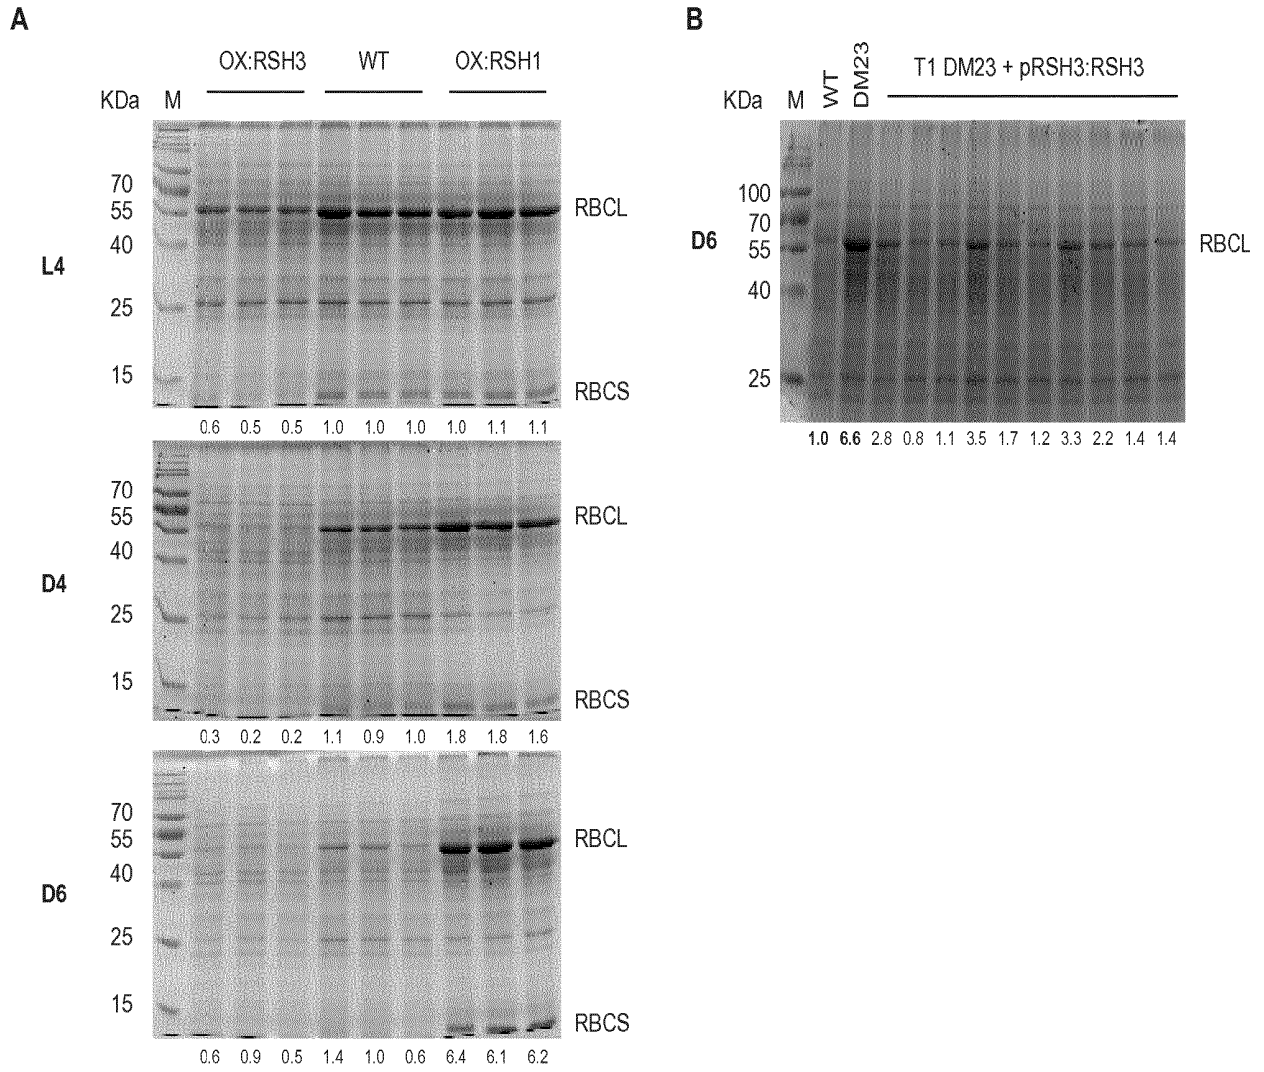 A
OX:RSH3 WT OX:RSH1
KDa M
70
55
40
25
15
L4
RBCL
RBCS
0.6 0.5 0.5 1.0 1.0 1.0 1.0 1.1 1.1
70
55
40
25
15
D4
RBCL
RBCS
0.3 0.2 0.2 1.1 0.9 1.0 1.8 1.8 1.6
70
55
40
25
15
D6
RBCL
RBCS
0.6 0.9 0.5 1.4 1.0 0.6 6.4 6.1 6.2
B
WT
DM23
T1 DM23 + pRSH3:RSH3
KDa M
100
70
55
40
25
D6
RBCL
1.0 6.6 2.8 0.8 1.1 3.5 1.7 1.2 3.3 2.2 1.4 1.4